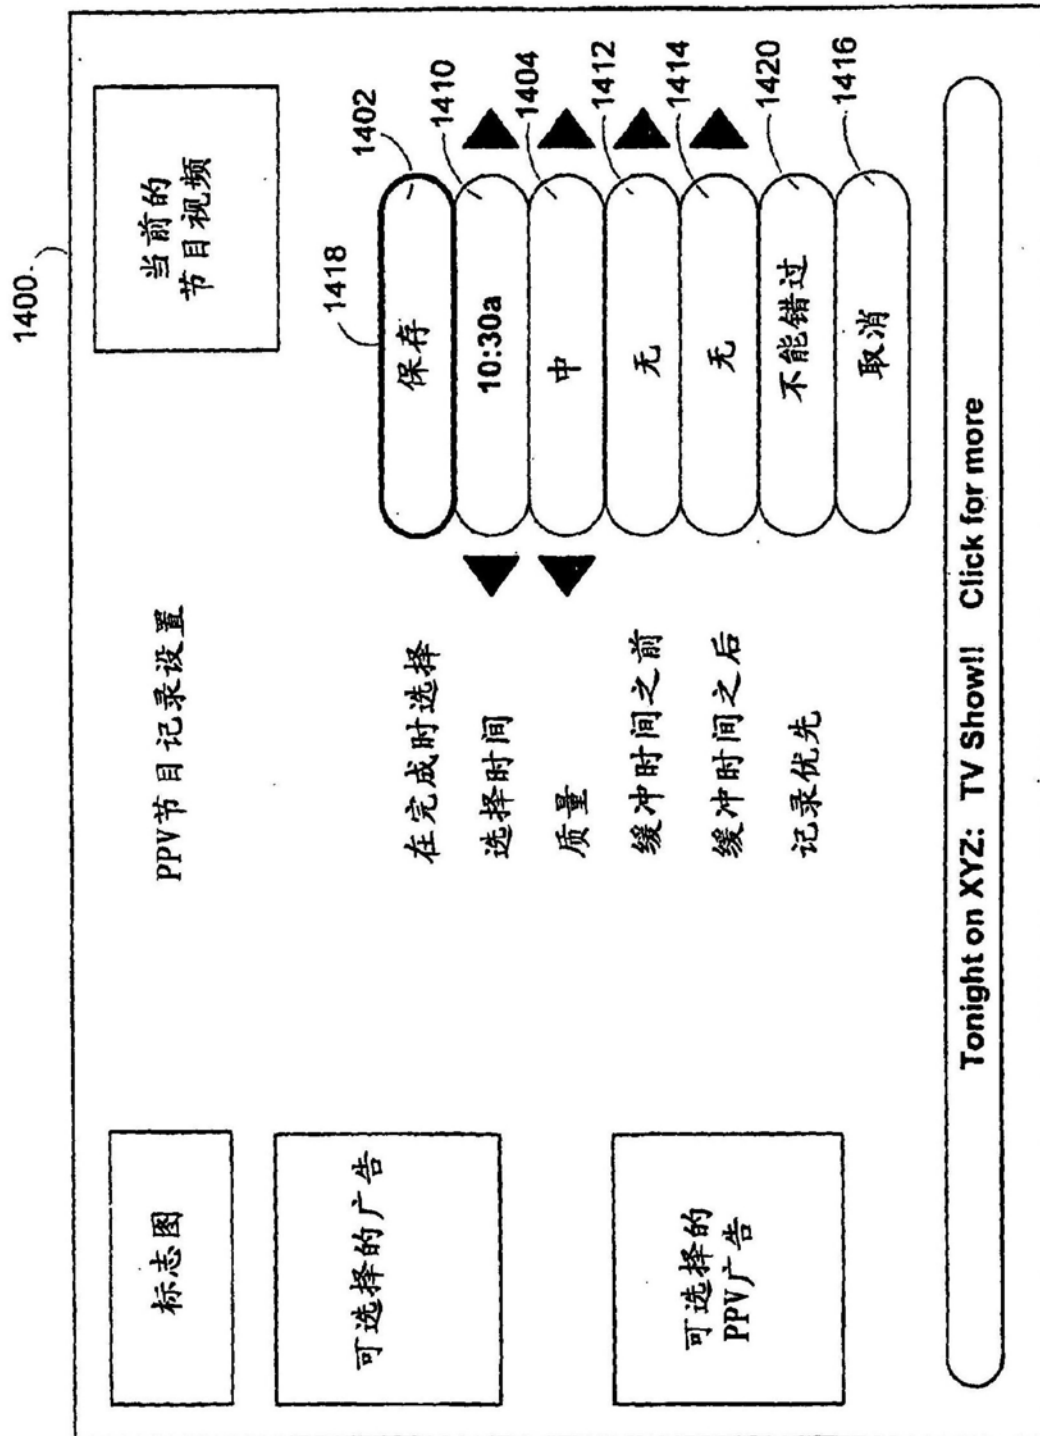 1400
标志图
PPV节目记录设置
当前的
节目视频
可选择的广告
可选择的
PPV广告
1418
在完成时选择
保存
1402
选择时间
10:30a
1410
质量
中
1404
缓冲时间之前
无
1412
缓冲时间之后
无
1414
记录优先
不能错过
1420
取消
1416
Tonight on XYZ: TV Show!! Click for more